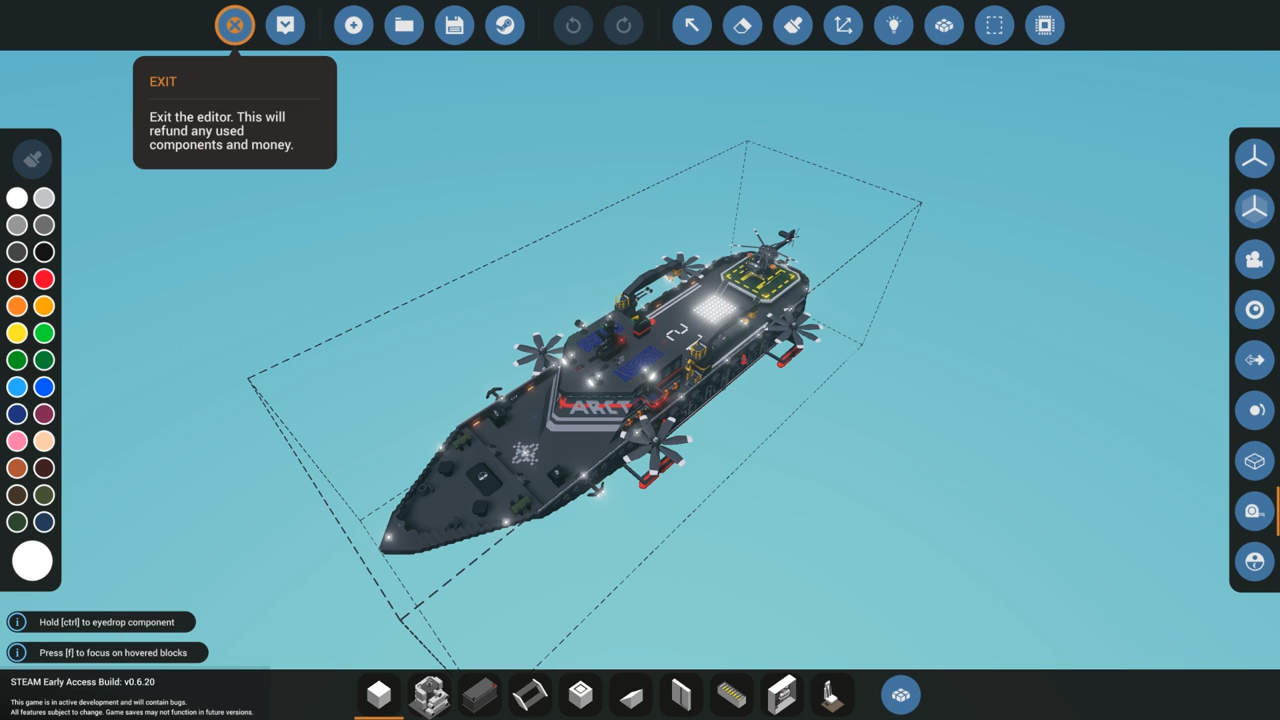 EXIT
Exit the editor. This will
refund any used
components and money.
21
ARCT
Hold [ctrl] to eyedrop component
Press [f] to focus on hovered blocks
STEAM Early Access Build: v0.6.20
This game is in active development and will contain bugs.
All features subject to change. Game saves may not function in future versions.